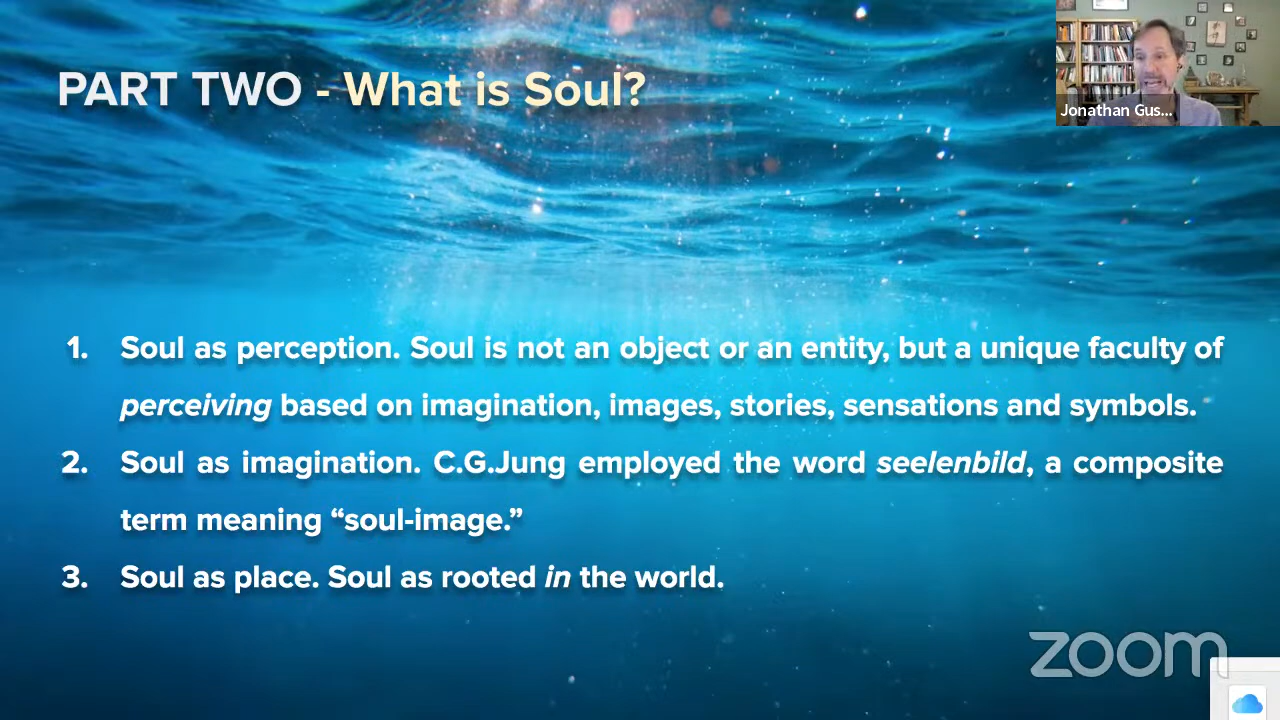 PART TWO - What is Soul?
Jonathan Gus...
1. Soul as perception. Soul is not an object or an entity, but a unique faculty of
perceiving based on imagination, images, stories, sensations and symbols.
2. Soul as imagination. C.G.Jung employed the word seelenbild, a composite
term meaning “soul-image.”
3. Soul as place. Soul as rooted in the world.
zoom